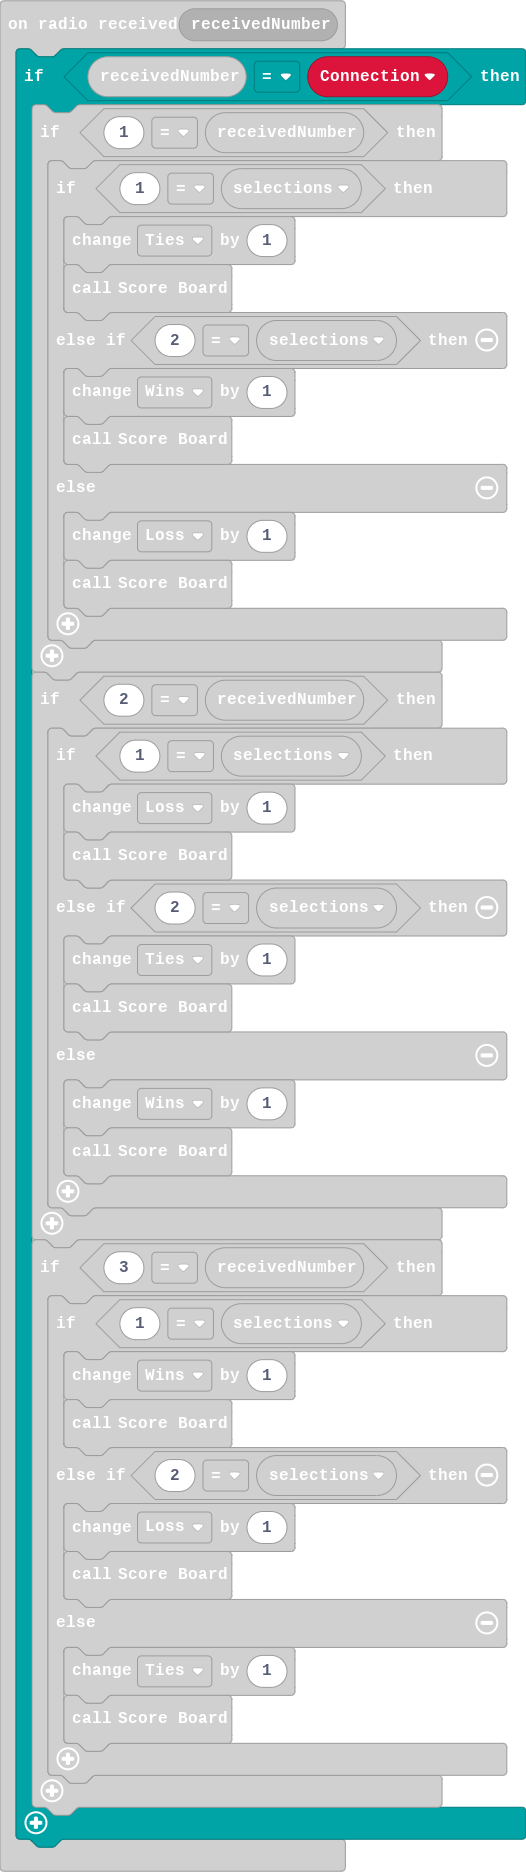 on radio received receivedNumber
if receivedNumber = Connection then
if 1 = receivedNumber then
if 1 = selections then
change Ties by 1
call Score Board
else if 2 = selections then
change Wins by 1
call Score Board
else
change Loss by 1
call Score Board
if 2 = receivedNumber then
if 1 = selections then
change Loss by 1
call Score Board
else if 2 = selections then
change Ties by 1
call Score Board
else
change Wins by 1
call Score Board
if 3 = receivedNumber then
if 1 = selections then
change Wins by 1
call Score Board
else if 2 = selections then
change Loss by 1
call Score Board
else
change Ties by 1
call Score Board